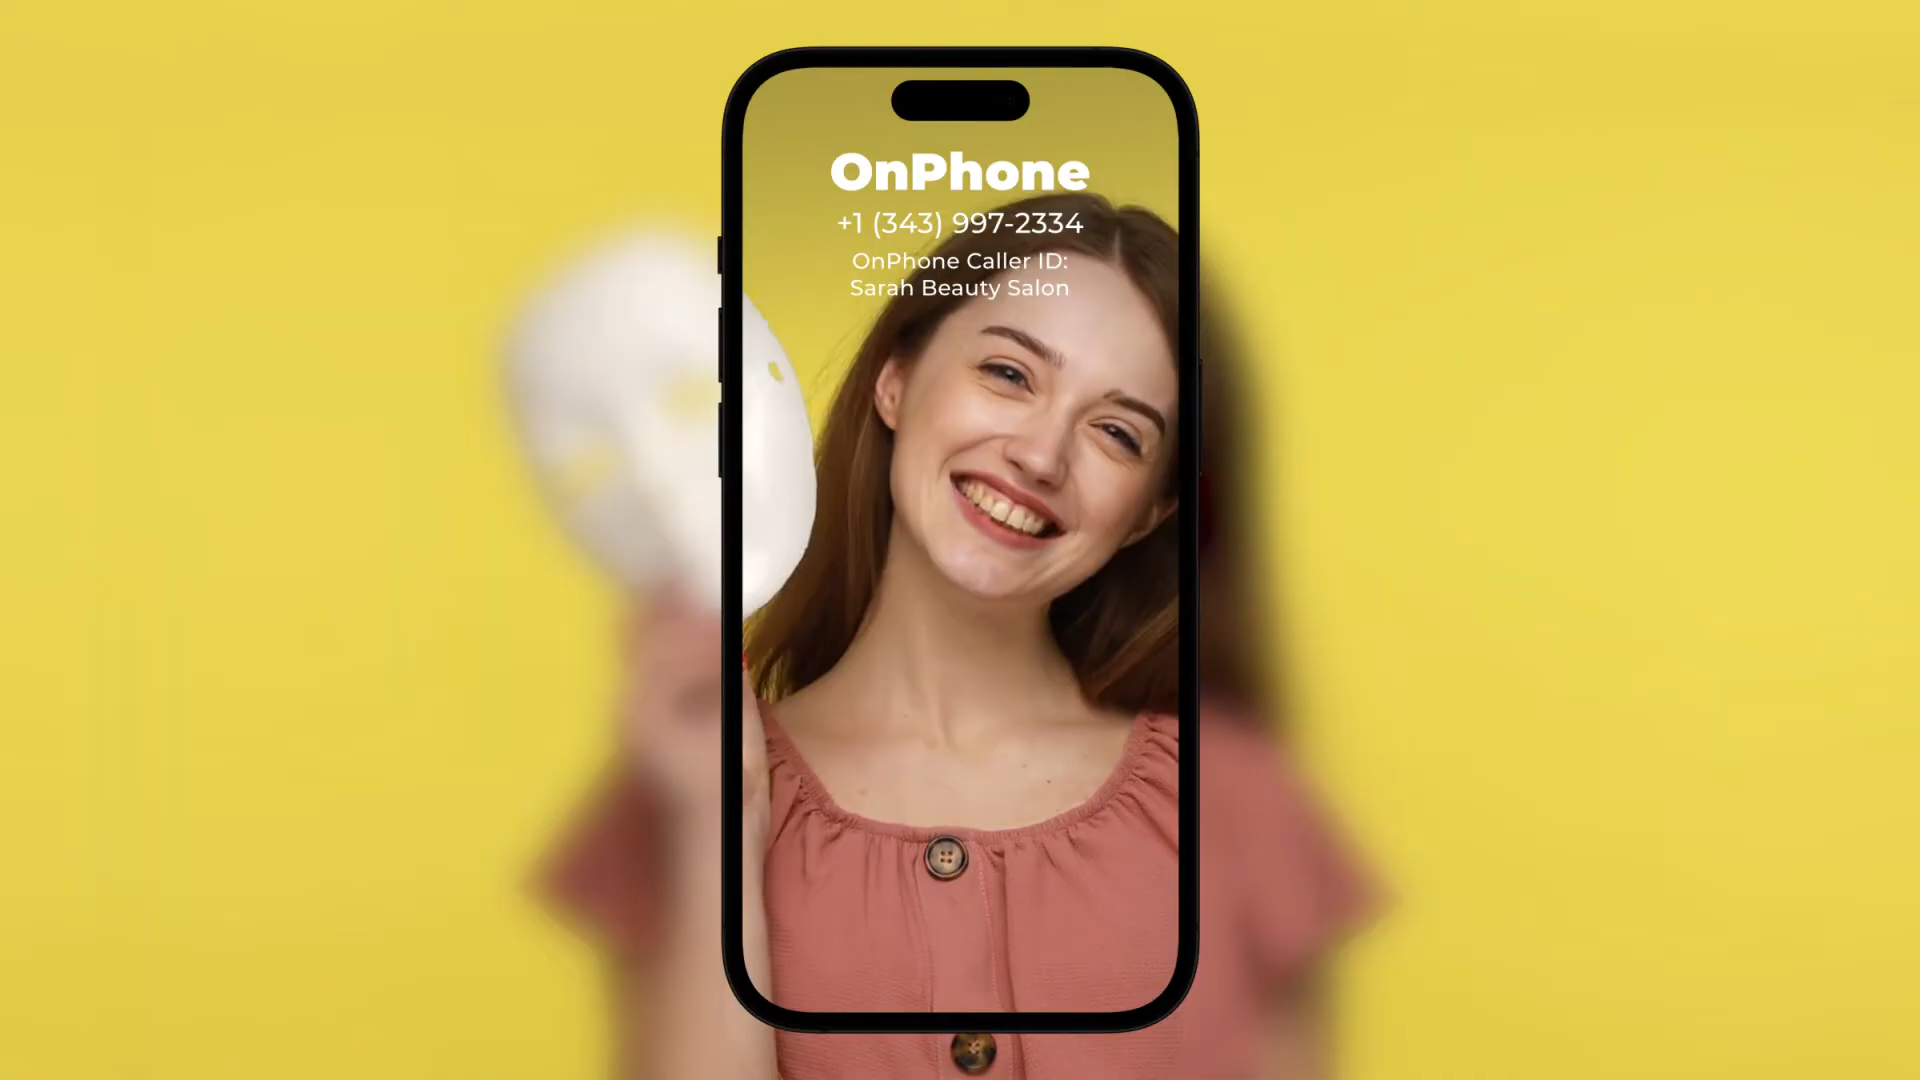 OnPhone
+1 (343) 997-2334
OnPhone Caller ID:
Sarah Beauty Salon